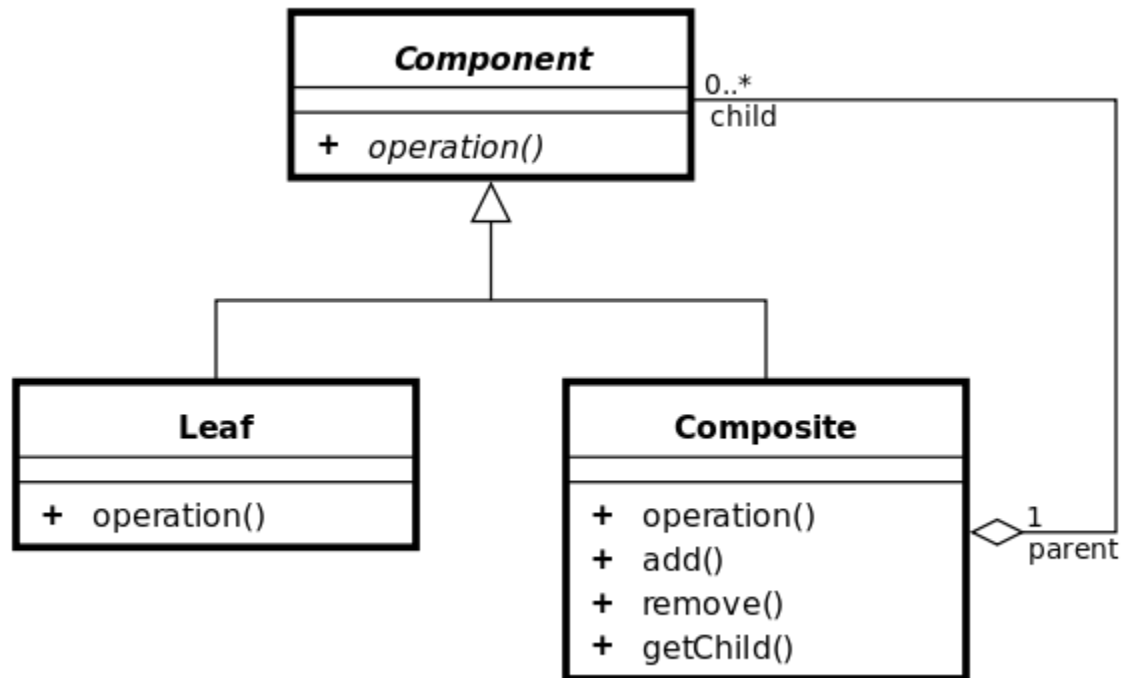 Component
+ operation()
0..*
child
Leaf
+ operation()
Composite
+ operation()
+ add()
+ remove()
+ getChild()
1
parent